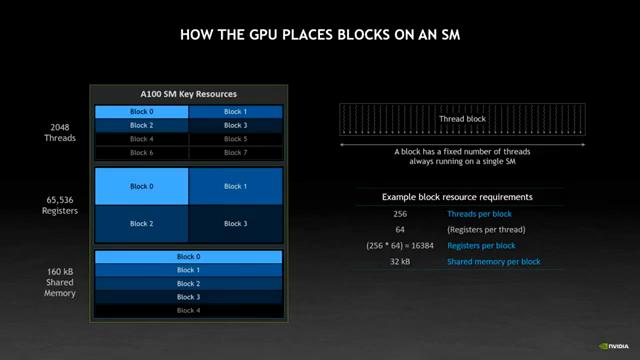 HOW THE GPU PLACES BLOCKS ON AN SM
A100 SM Key Resources
2048
Threads
Block 0
Block 1
Block 2
Block 3
Block 4
Block 5
Block 6
Block 7
65,536
Registers
Block 0
Block 1
Block 2
Block 3
160 kB
Shared
Memory
Block 0
Block 1
Block 2
Block 3
Block 4
Thread block
A block has a fixed number of threads
always running on a single SM
Example block resource requirements
256 Threads per block
64 (Registers per thread)
(256 * 64) = 16384 Registers per block
32 kB Shared memory per block
NVIDIA